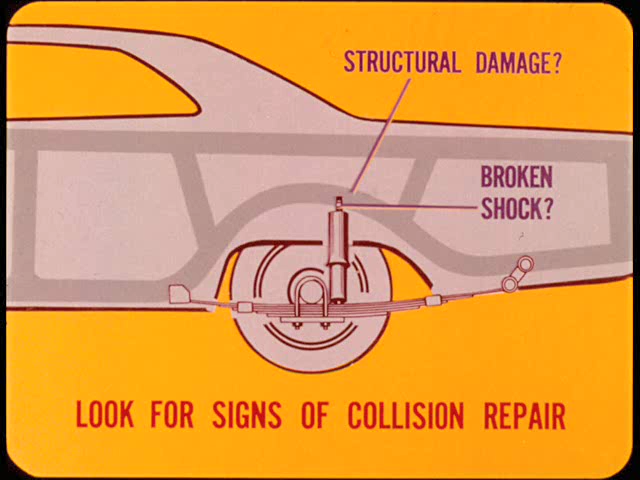 STRUCTURAL DAMAGE?
BROKEN
SHOCK?
LOOK FOR SIGNS OF COLLISION REPAIR